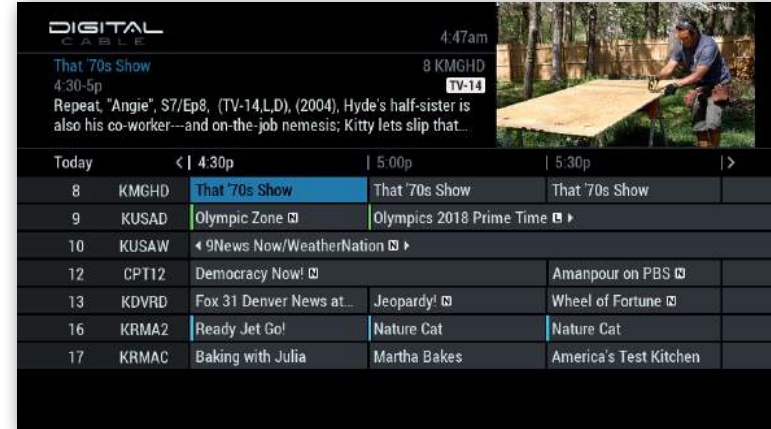 DIGITAL
CABLE
4:47am
That '70s Show
8 KMGHD
4:30-5p
TV-14
Repeat, "Angie", S7/Ep8, (TV-14,L,D), (2004), Hyde's half-sister is
also his co-worker---and on-the-job nemesis; Kitty lets slip that...
Today < | 4:30p | 5:00p | 5:30p | >
8 KMGHD That '70s Show That '70s Show That '70s Show
9 KUSAD Olympic Zone N Olympics 2018 Prime Time L
10 KUSAW 9News Now/WeatherNation N
12 CPT12 Democracy Now! N Amanpour on PBS N
13 KDVRD Fox 31 Denver News at... Jeopardy! N Wheel of Fortune N
16 KRMA2 Ready Jet Go! Nature Cat Nature Cat
17 KRMAC Baking with Julia Martha Bakes America's Test Kitchen